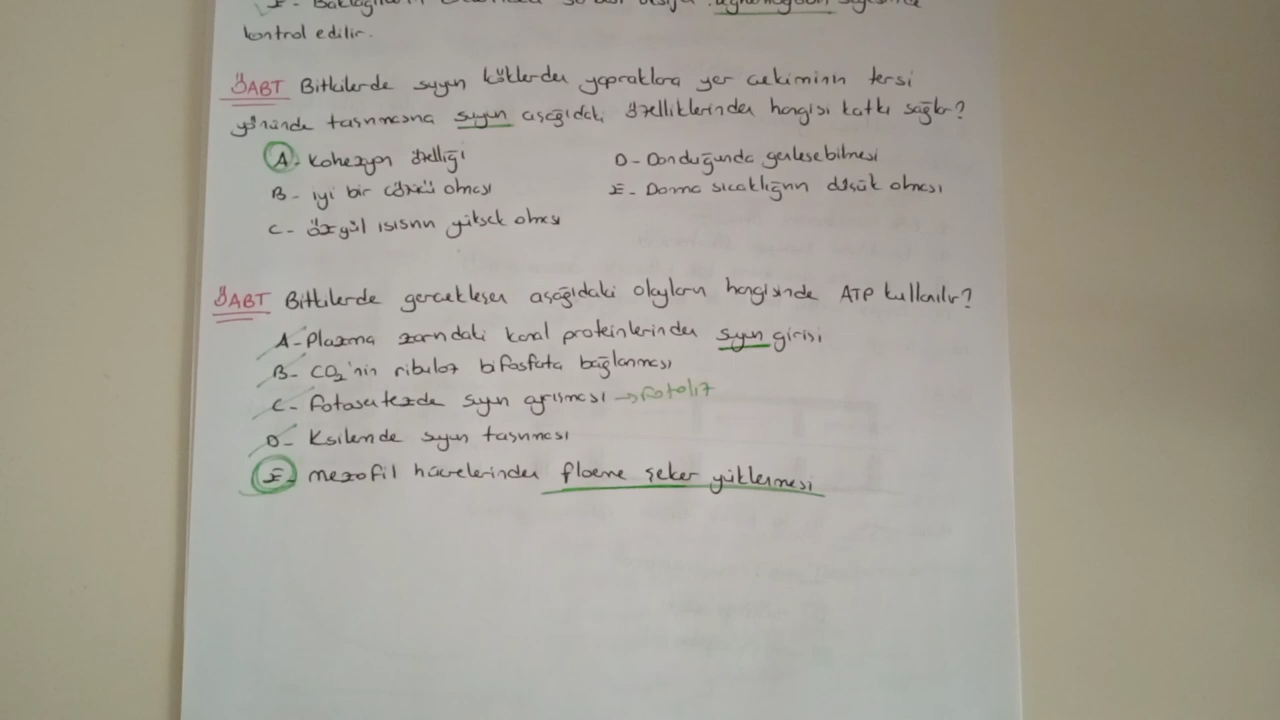 kontrol edilir.
ÖABT Bitkilerde suyun köklerden yapraklara yer çekiminin tersi
yönünde taşınmasına suyun aşağıdaki özelliklerinden hangisi katkı sağlar?
A- Kohezyon özelliği
B- iyi bir çözücü olması
C- özgül ısısının yüksek olması
D- Donduğunda genleşebilmesi
E- Donma sıcaklığının düşük olması
ÖABT Bitkilerde gerçekleşen aşağıdaki olayların hangisinde ATP kullanılır?
A- Plazma zarındaki kanal proteinlerinden suyun girişi
B- CO2'nin ribuloz bifosfata bağlanması
C- Fotosentezde suyun ayrışması → Fotoliz
D- Ksilemde suyun taşınması
E- mezofil hücrelerinden floeme şeker yüklenmesi